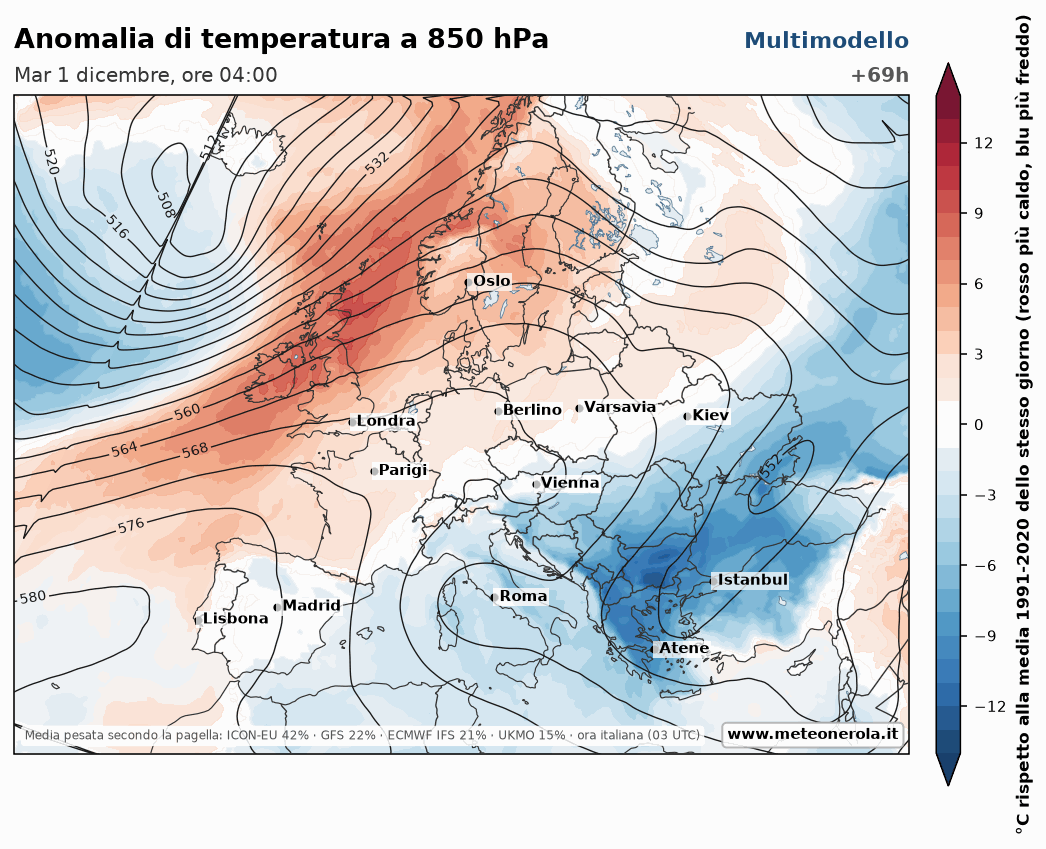 Anomalia di temperatura a 850 hPa
Multimodello
Mar 1 dicembre, ore 04:00
+69h
520
512
532
508
516
Oslo
560
564
568
576
580
552
Londra
Berlino
Varsavia
Kiev
Parigi
Vienna
Istanbul
Roma
Madrid
Lisbona
Atene
Media pesata secondo la pagella: ICON-EU 42% · GFS 22% · ECMWF IFS 21% · UKMO 15% · ora italiana (03 UTC)
www.meteonerola.it
12
9
6
3
0
−3
−6
−9
−12
°C rispetto alla media 1991-2020 dello stesso giorno (rosso più caldo, blu più freddo)